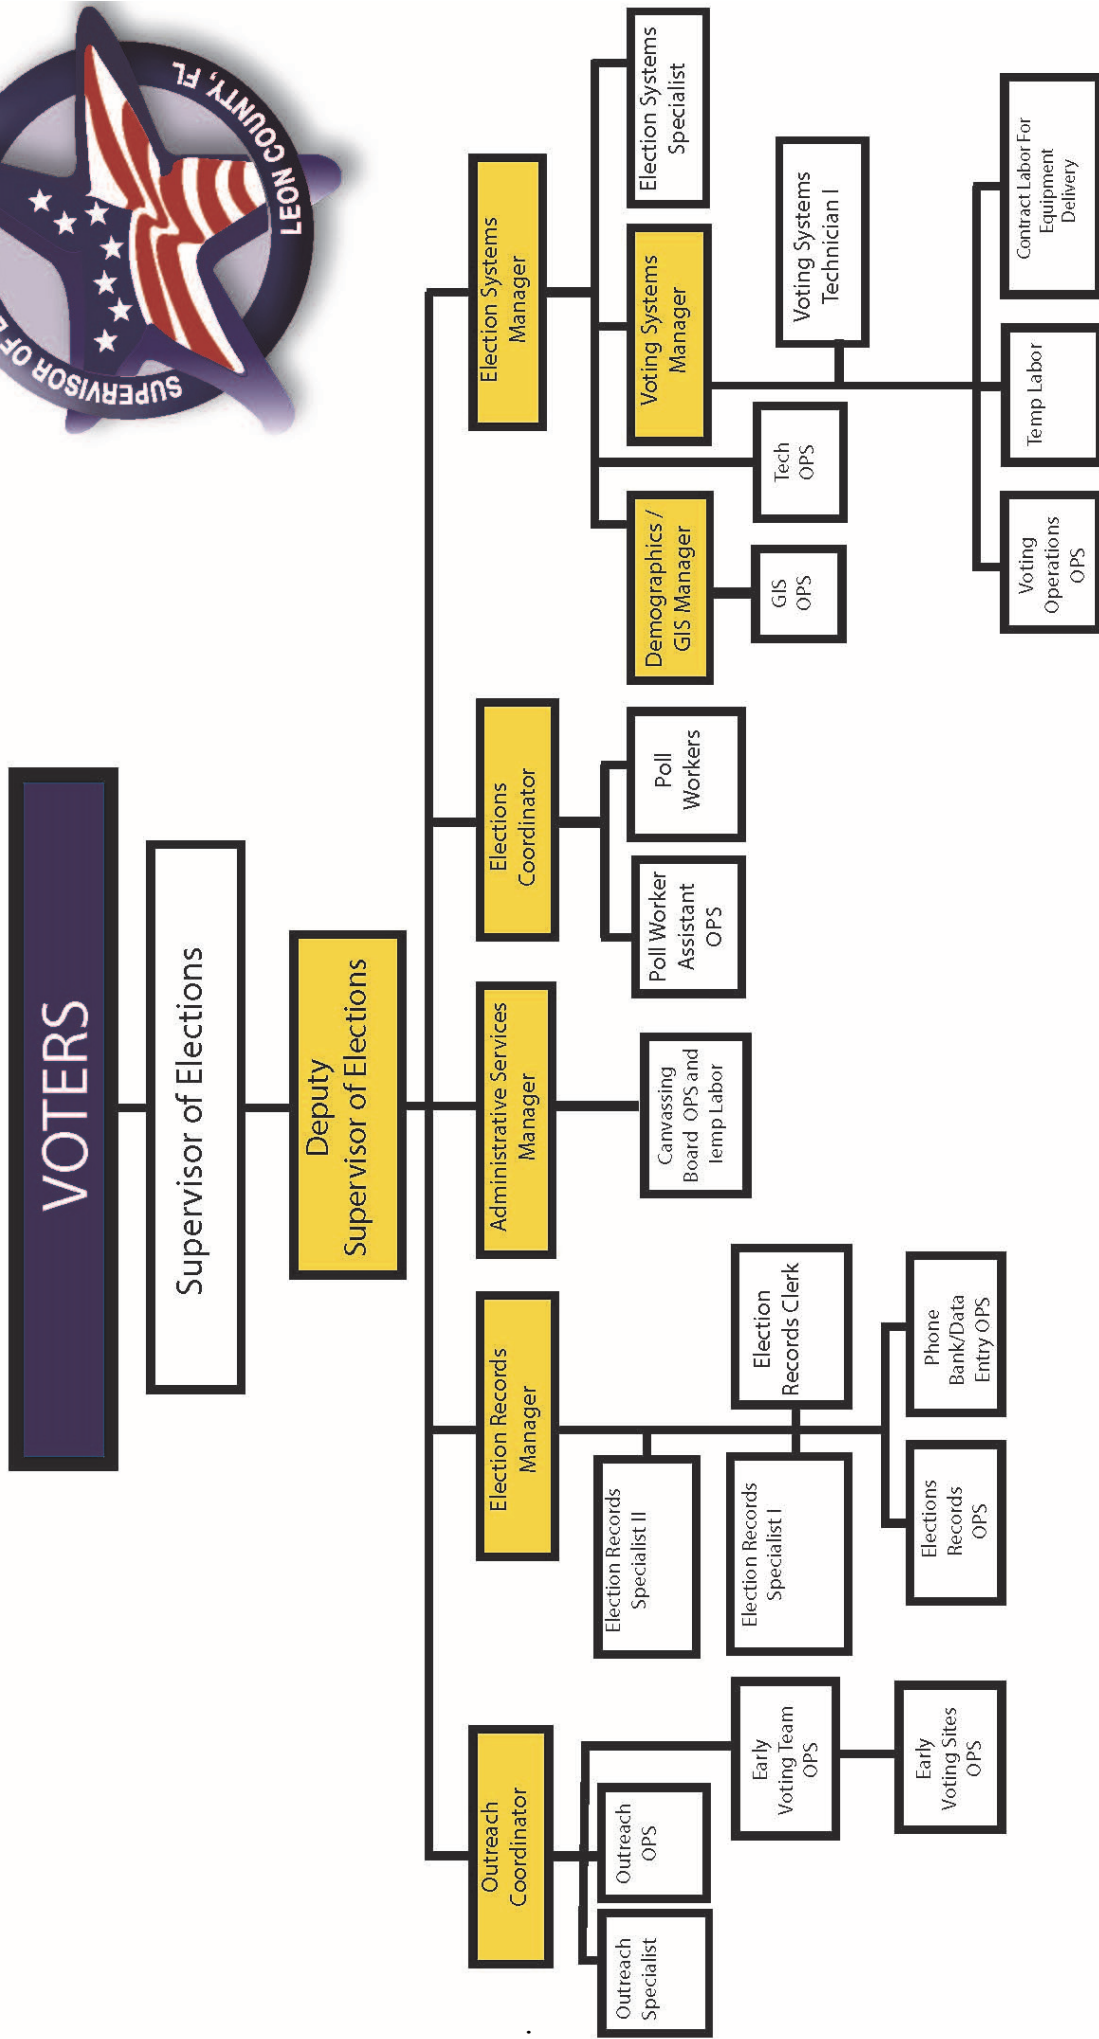 SUPERVISOR OF
LEON COUNTY, FL
VOTERS
Supervisor of Elections
Deputy
Supervisor of Elections
Outreach
Coordinator
Election Records
Manager
Administrative Services
Manager
Elections
Coordinator
Election Systems
Manager
Outreach
Specialist
Outreach
OPS
Early
Voting Team
OPS
Early
Voting Sites
OPS
Election Records
Specialist II
Election Records
Specialist I
Election
Records Clerk
Elections
Records
OPS
Phone
Bank/Data
Entry OPS
Canvassing
Board OPS and
Temp Labor
Poll Worker
Assistant
OPS
Poll
Workers
Demographics /
GIS Manager
GIS
OPS
Tech
OPS
Voting Systems
Manager
Election Systems
Specialist
Voting Systems
Technician I
Voting
Operations
OPS
Temp Labor
Contract Labor For
Equipment
Delivery